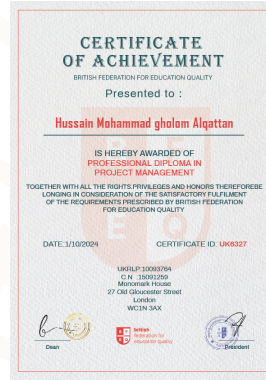 CERTIFICATE
OF ACHIEVEMENT
BRITISH FEDERATION FOR EDUCATION QUALITY
Presented to :
Hussain Mohammad gholom Alqattan
IS HEREBY AWARDED OF
PROFESSIONAL DIPLOMA IN
PROJECT MANAGEMENT
TOGETHER WITH ALL THE RIGHTS PRIVILEGES AND HONORS THEREFOREBE
LONGING IN CONSIDERATION OF THE SATISFACTORY FULFILMENT
OF THE REQUIREMENTS PRESCRIBED BY BRITISH FEDERATION
FOR EDUCATION QUALITY
DATE:1/10/2024 CERTIFICATE ID: UK6327
UKRLP:10093764
C.N :15091259
Monomark House
27 Old Gloucester Street
London
WC1N 3AX
british
federation for
education quality
Dean
President